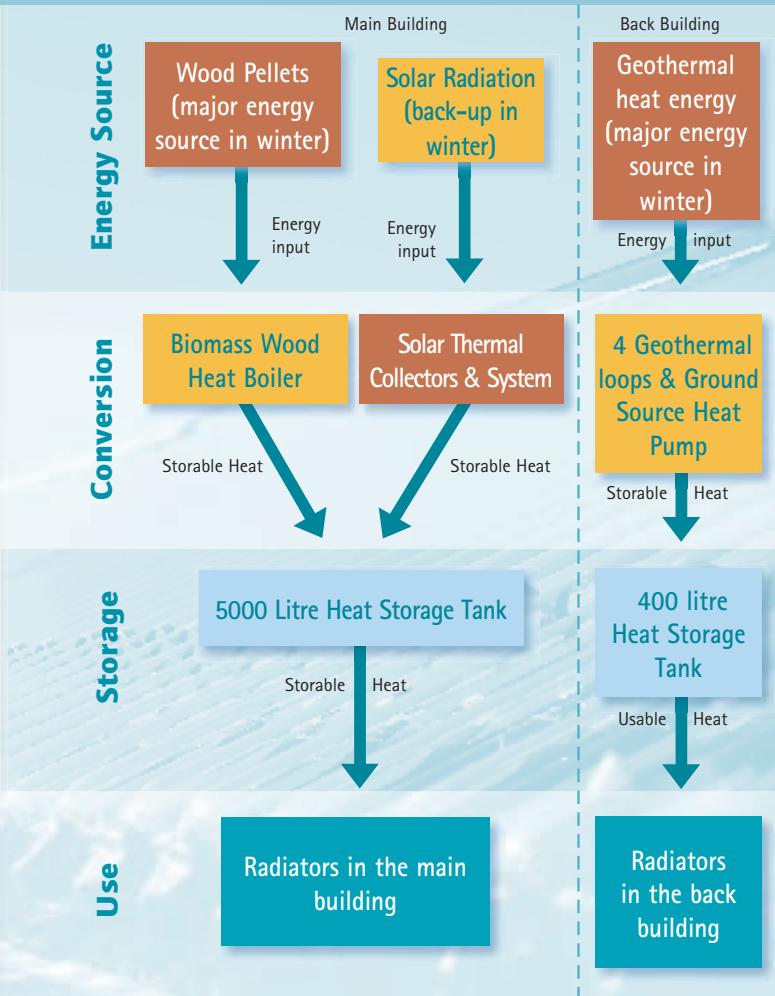 Main Building
Back Building
Energy Source
Wood Pellets
(major energy
source in winter)
Solar Radiation
(back-up in
winter)
Geothermal
heat energy
(major energy
source in
winter)
Energy
input
Energy
input
Energy input
Conversion
Biomass Wood
Heat Boiler
Solar Thermal
Collectors & System
4 Geothermal
loops & Ground
Source Heat
Pump
Storable Heat
Storable Heat
Storable Heat
Storage
5000 Litre Heat Storage Tank
400 litre
Heat Storage
Tank
Storable Heat
Usable Heat
Use
Radiators in the main
building
Radiators
in the back
building